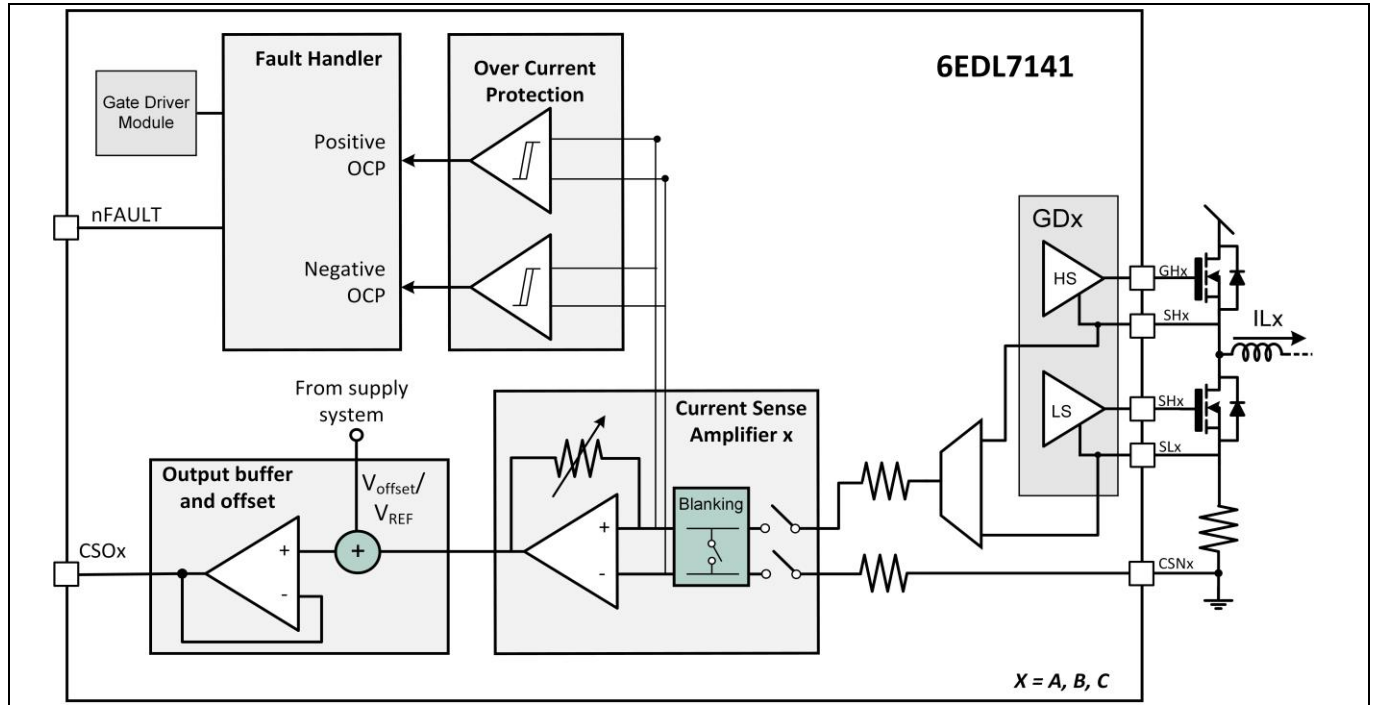 6EDL7141
Fault Handler
Over Current
Protection
Gate Driver
Module
Positive
OCP
nFAULT
Negative
OCP
GDx
HS
GHx
SHx
ILx
LS
SHx
SLx
From supply
system
Current Sense
Amplifier x
Output buffer
and offset
Voffset/
VREF
Blanking
+
-
+
+
-
CSOx
CSNx
X = A, B, C